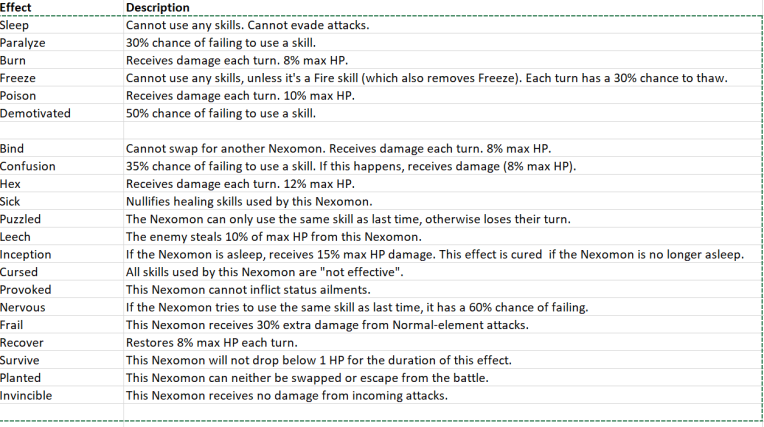 Effect Description
Sleep Cannot use any skills. Cannot evade attacks.
Paralyze 30% chance of failing to use a skill.
Burn Receives damage each turn. 8% max HP.
Freeze Cannot use any skills, unless it's a Fire skill (which also removes Freeze). Each turn has a 30% chance to thaw.
Poison Receives damage each turn. 10% max HP.
Demotivated 50% chance of failing to use a skill.
Bind Cannot swap for another Nexomon. Receives damage each turn. 8% max HP.
Confusion 35% chance of failing to use a skill. If this happens, receives damage (8% max HP).
Hex Receives damage each turn. 12% max HP.
Sick Nullifies healing skills used by this Nexomon.
Puzzled The Nexomon can only use the same skill as last time, otherwise loses their turn.
Leech The enemy steals 10% of max HP from this Nexomon.
Inception If the Nexomon is asleep, receives 15% max HP damage. This effect is cured  if the Nexomon is no longer asleep.
Cursed All skills used by this Nexomon are "not effective".
Provoked This Nexomon cannot inflict status ailments.
Nervous If the Nexomon tries to use the same skill as last time, it has a 60% chance of failing.
Frail This Nexomon receives 30% extra damage from Normal-element attacks.
Recover Restores 8% max HP each turn.
Survive This Nexomon will not drop below 1 HP for the duration of this effect.
Planted This Nexomon can neither be swapped or escape from the battle.
Invincible This Nexomon receives no damage from incoming attacks.